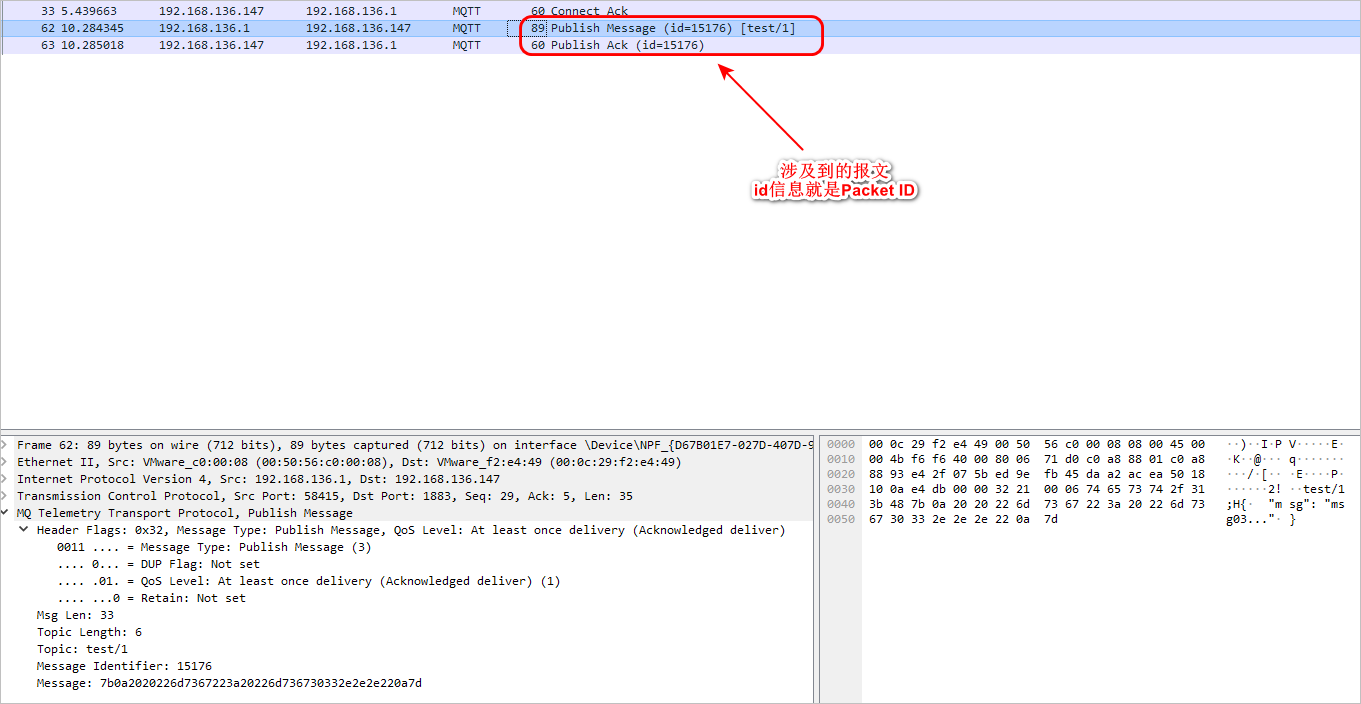 33 5.439663 192.168.136.147 192.168.136.1 MQTT 60 Connect Ack
62 10.284345 192.168.136.1 192.168.136.147 MQTT 89 Publish Message (id=15176) [test/1]
63 10.285018 192.168.136.147 192.168.136.1 MQTT 60 Publish Ack (id=15176)
涉及到的报文
id信息就是Packet ID
Frame 62: 89 bytes on wire (712 bits), 89 bytes captured (712 bits) on interface \Device\NPF_{D67B01E7-027D-407D-9
Ethernet II, Src: VMware_c0:00:08 (00:50:56:c0:00:08), Dst: VMware_f2:e4:49 (00:0c:29:f2:e4:49)
Internet Protocol Version 4, Src: 192.168.136.1, Dst: 192.168.136.147
Transmission Control Protocol, Src Port: 58415, Dst Port: 1883, Seq: 29, Ack: 5, Len: 35
MQ Telemetry Transport Protocol, Publish Message
Header Flags: 0x32, Message Type: Publish Message, QoS Level: At least once delivery (Acknowledged deliver)
0011 .... = Message Type: Publish Message (3)
.... 0... = DUP Flag: Not set
.... .01. = QoS Level: At least once delivery (Acknowledged deliver) (1)
.... ...0 = Retain: Not set
Msg Len: 33
Topic Length: 6
Topic: test/1
Message Identifier: 15176
Message: 7b0a2020226d7367223a20226d736730332e2e2e220a7d
0000 00 0c 29 f2 e4 49 00 50 56 c0 00 08 08 00 45 00 ··)··I·P V·····E·
0010 00 4b f6 f6 40 00 80 06 71 d0 c0 a8 88 01 c0 a8 ·K··@··· q·······
0020 88 93 e4 2f 07 5b ed 9e fb 45 da a2 ac ea 50 18 ···/·[·· ·E····P·
0030 10 0a e4 db 00 00 32 21 00 06 74 65 73 74 2f 31 ······2! ··test/1
0040 3b 48 7b 0a 20 20 22 6d 73 67 22 3a 20 22 6d 73 ;H{·  "m sg": "ms
0050 67 30 33 2e 2e 2e 22 0a 7d g03..."· }